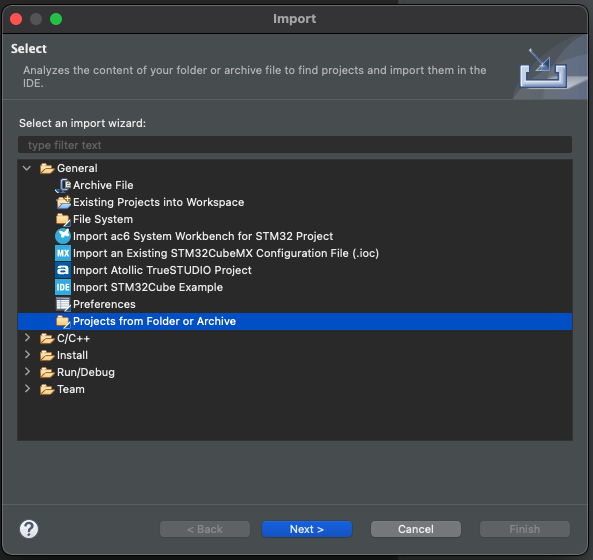 Import
Select
Analyzes the content of your folder or archive file to find projects and import them in the
IDE.
Select an import wizard:
type filter text
General
Archive File
Existing Projects into Workspace
File System
Import ac6 System Workbench for STM32 Project
MX Import an Existing STM32CubeMX Configuration File (.ioc)
a Import Atollic TrueSTUDIO Project
IDE Import STM32Cube Example
Preferences
Projects from Folder or Archive
C/C++
Install
Run/Debug
Team
? < Back Next > Cancel Finish